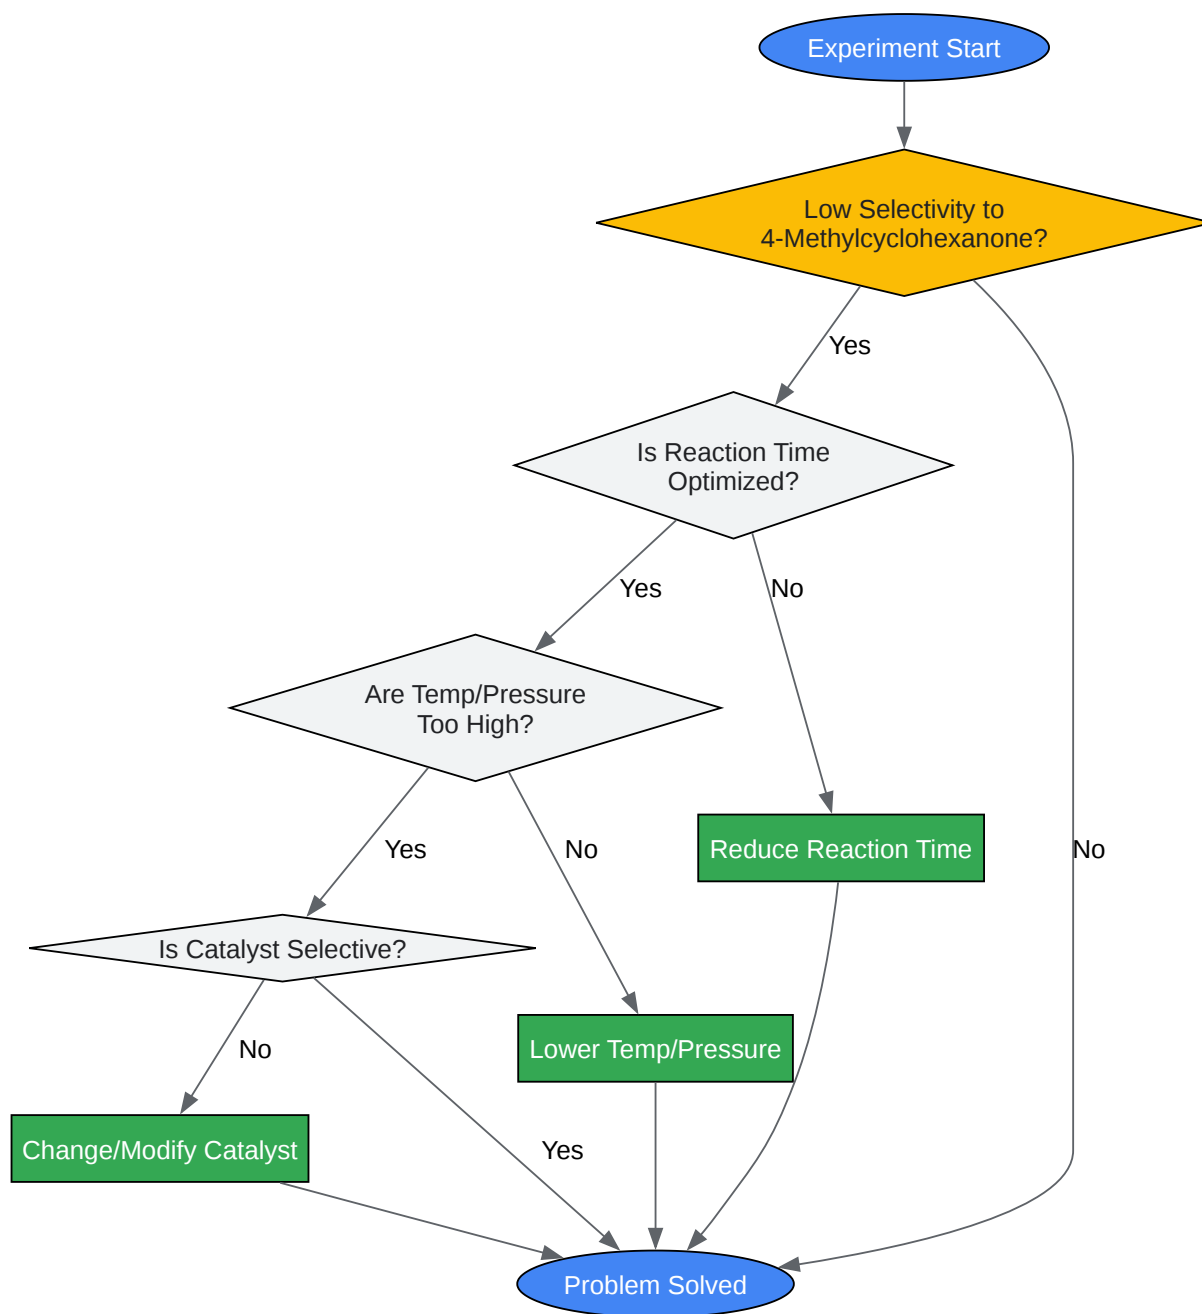 Experiment Start
Low Selectivity to
4-Methylcyclohexanone?
Yes
Is Reaction Time
Optimized?
Yes
No
Are Temp/Pressure
Too High?
Yes
No
Reduce Reaction Time
No
Is Catalyst Selective?
No
Lower Temp/Pressure
Change/Modify Catalyst
Yes
Problem Solved